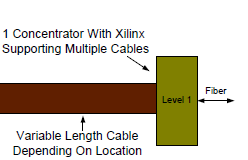 1 Concentrator With Xilinx
Supporting Multiple Cables
Level 1
Fiber
Variable Length Cable
Depending On Location